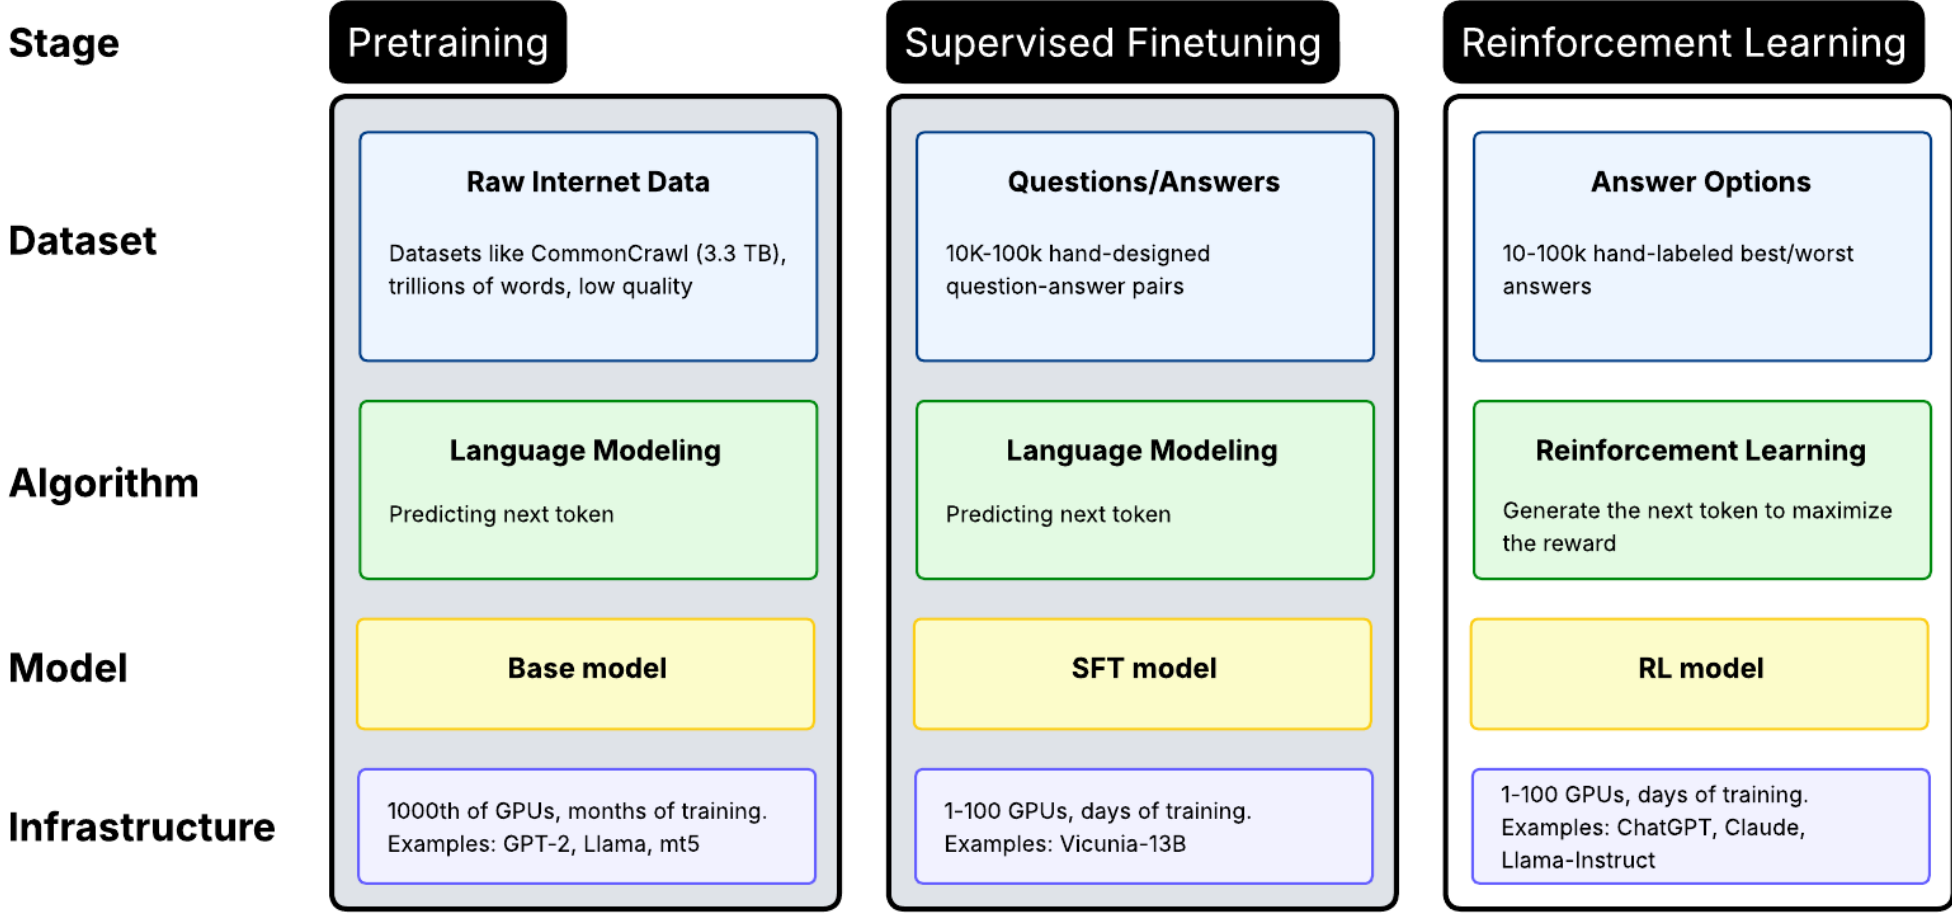 Stage
Pretraining
Supervised Finetuning
Reinforcement Learning
Dataset
Raw Internet Data
Datasets like CommonCrawl (3.3 TB),
trillions of words, low quality
Questions/Answers
10K-100k hand-designed
question-answer pairs
Answer Options
10-100k hand-labeled best/worst
answers
Algorithm
Language Modeling
Predicting next token
Language Modeling
Predicting next token
Reinforcement Learning
Generate the next token to maximize
the reward
Model
Base model
SFT model
RL model
Infrastructure
1000th of GPUs, months of training.
Examples: GPT-2, Llama, mt5
1-100 GPUs, days of training.
Examples: Vicunia-13B
1-100 GPUs, days of training.
Examples: ChatGPT, Claude,
Llama-Instruct